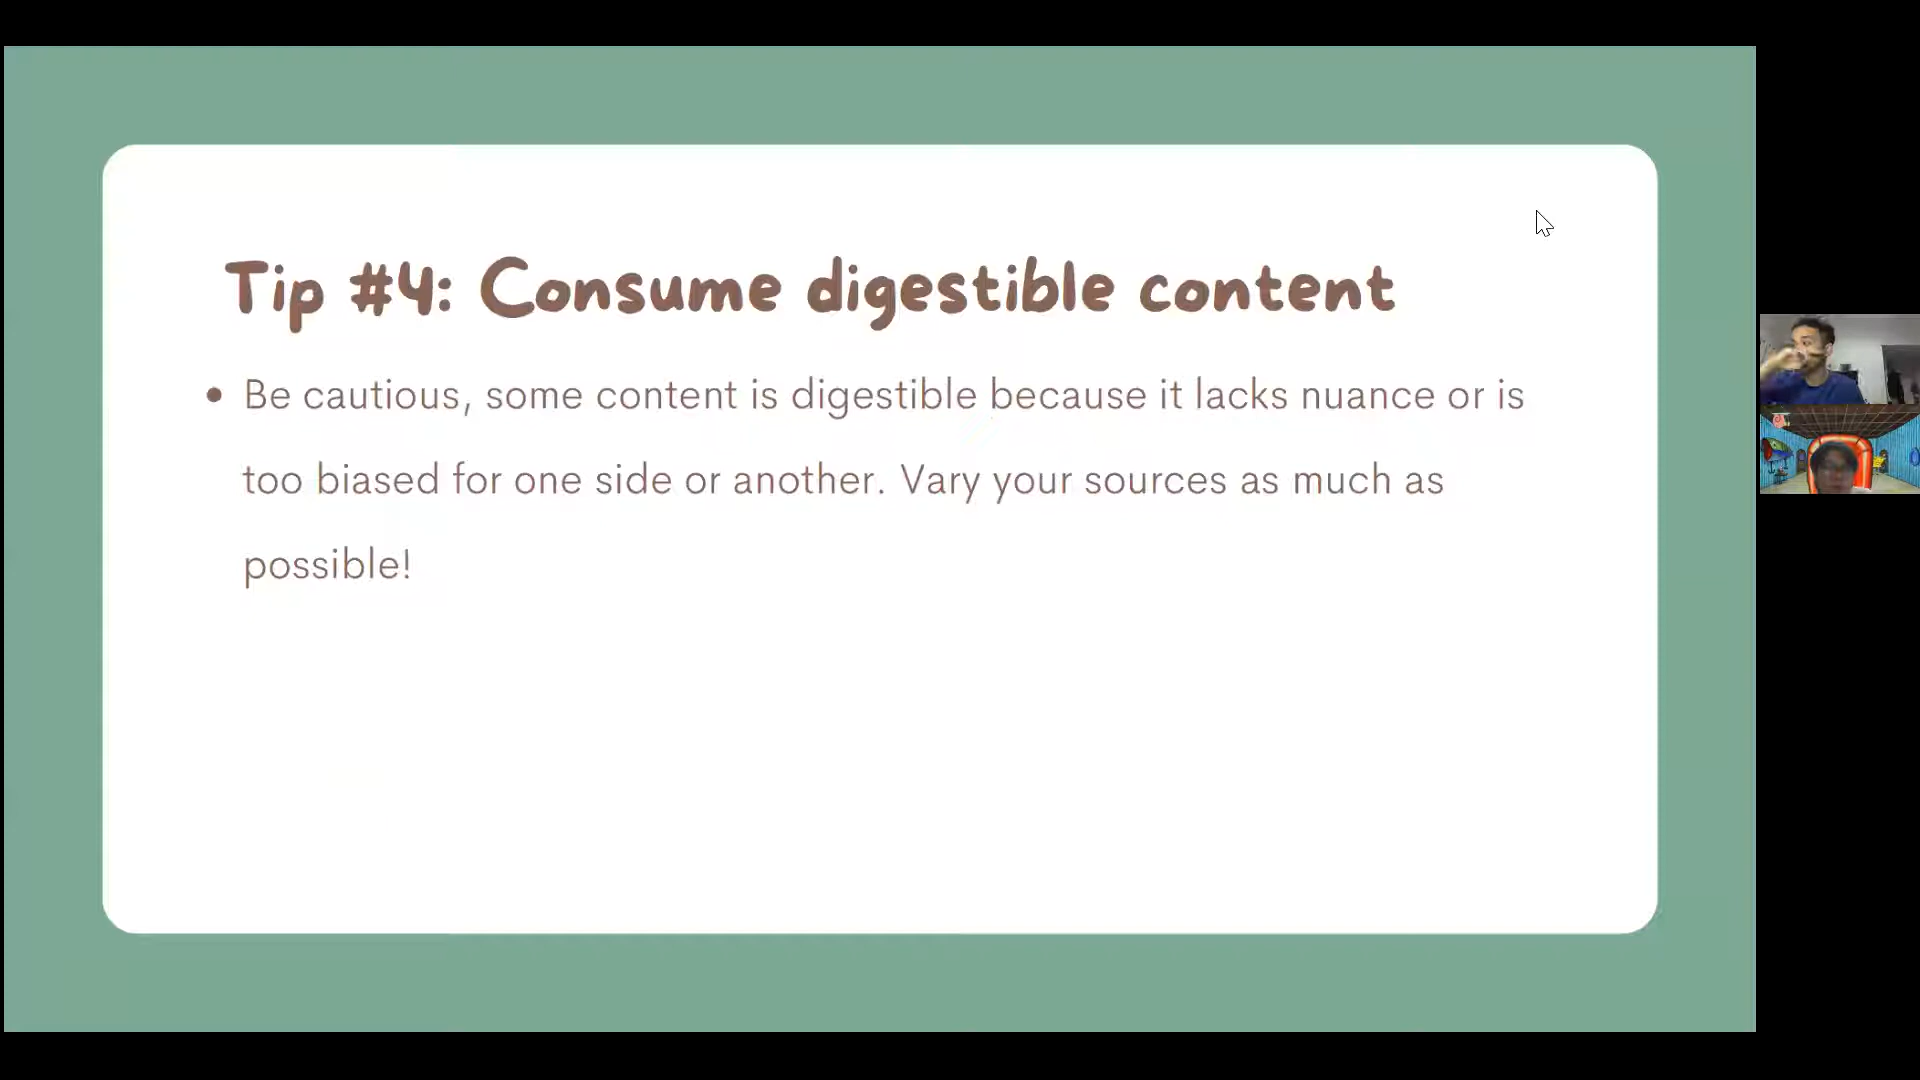 Tip #4: Consume digestible content
• Be cautious, some content is digestible because it lacks nuance or is
too biased for one side or another. Vary your sources as much as
possible!